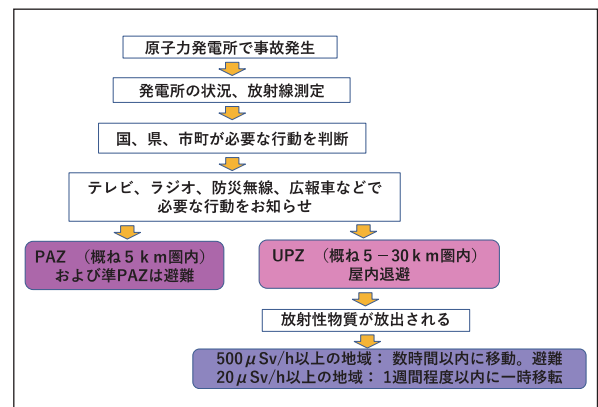 原子力発電所で事故発生
発電所の状況、放射線測定
国、県、市町が必要な行動を判断
テレビ、ラジオ、防災無線、広報車などで
必要な行動をお知らせ
PAZ （概ね5km圏内）
および準PAZは避難
UPZ （概ね5－30km圏内）
屋内退避
放射性物質が放出される
500μSv/h以上の地域： 数時間以内に移動。避難
20μSv/h以上の地域： 1週間程度以内に一時移転